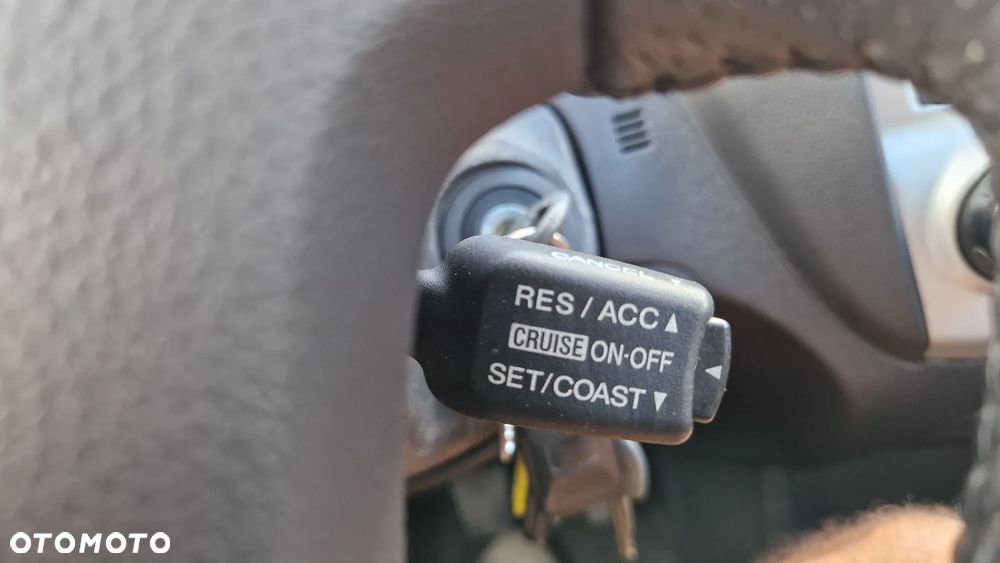 CANCEL
RES / ACC ▲
CRUISE ON-OFF ◀
SET/COAST ▼
OTOMOTO